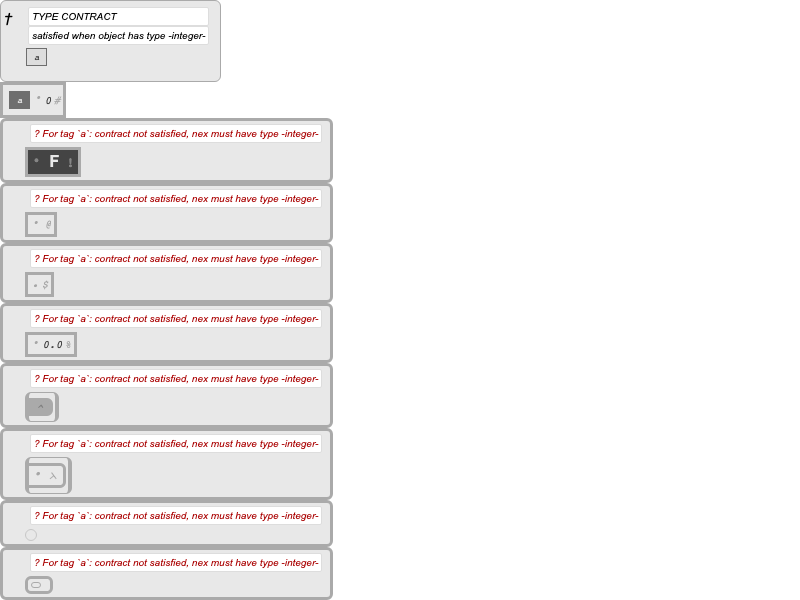 † TYPE CONTRACT
satisfied when object has type -integer-
a
a * 0 #
? For tag `a`: contract not satisfied, nex must have type -integer-
* F !
? For tag `a`: contract not satisfied, nex must have type -integer-
* @
? For tag `a`: contract not satisfied, nex must have type -integer-
* $
? For tag `a`: contract not satisfied, nex must have type -integer-
* 0.0 %
? For tag `a`: contract not satisfied, nex must have type -integer-
^
? For tag `a`: contract not satisfied, nex must have type -integer-
* λ
? For tag `a`: contract not satisfied, nex must have type -integer-
? For tag `a`: contract not satisfied, nex must have type -integer-